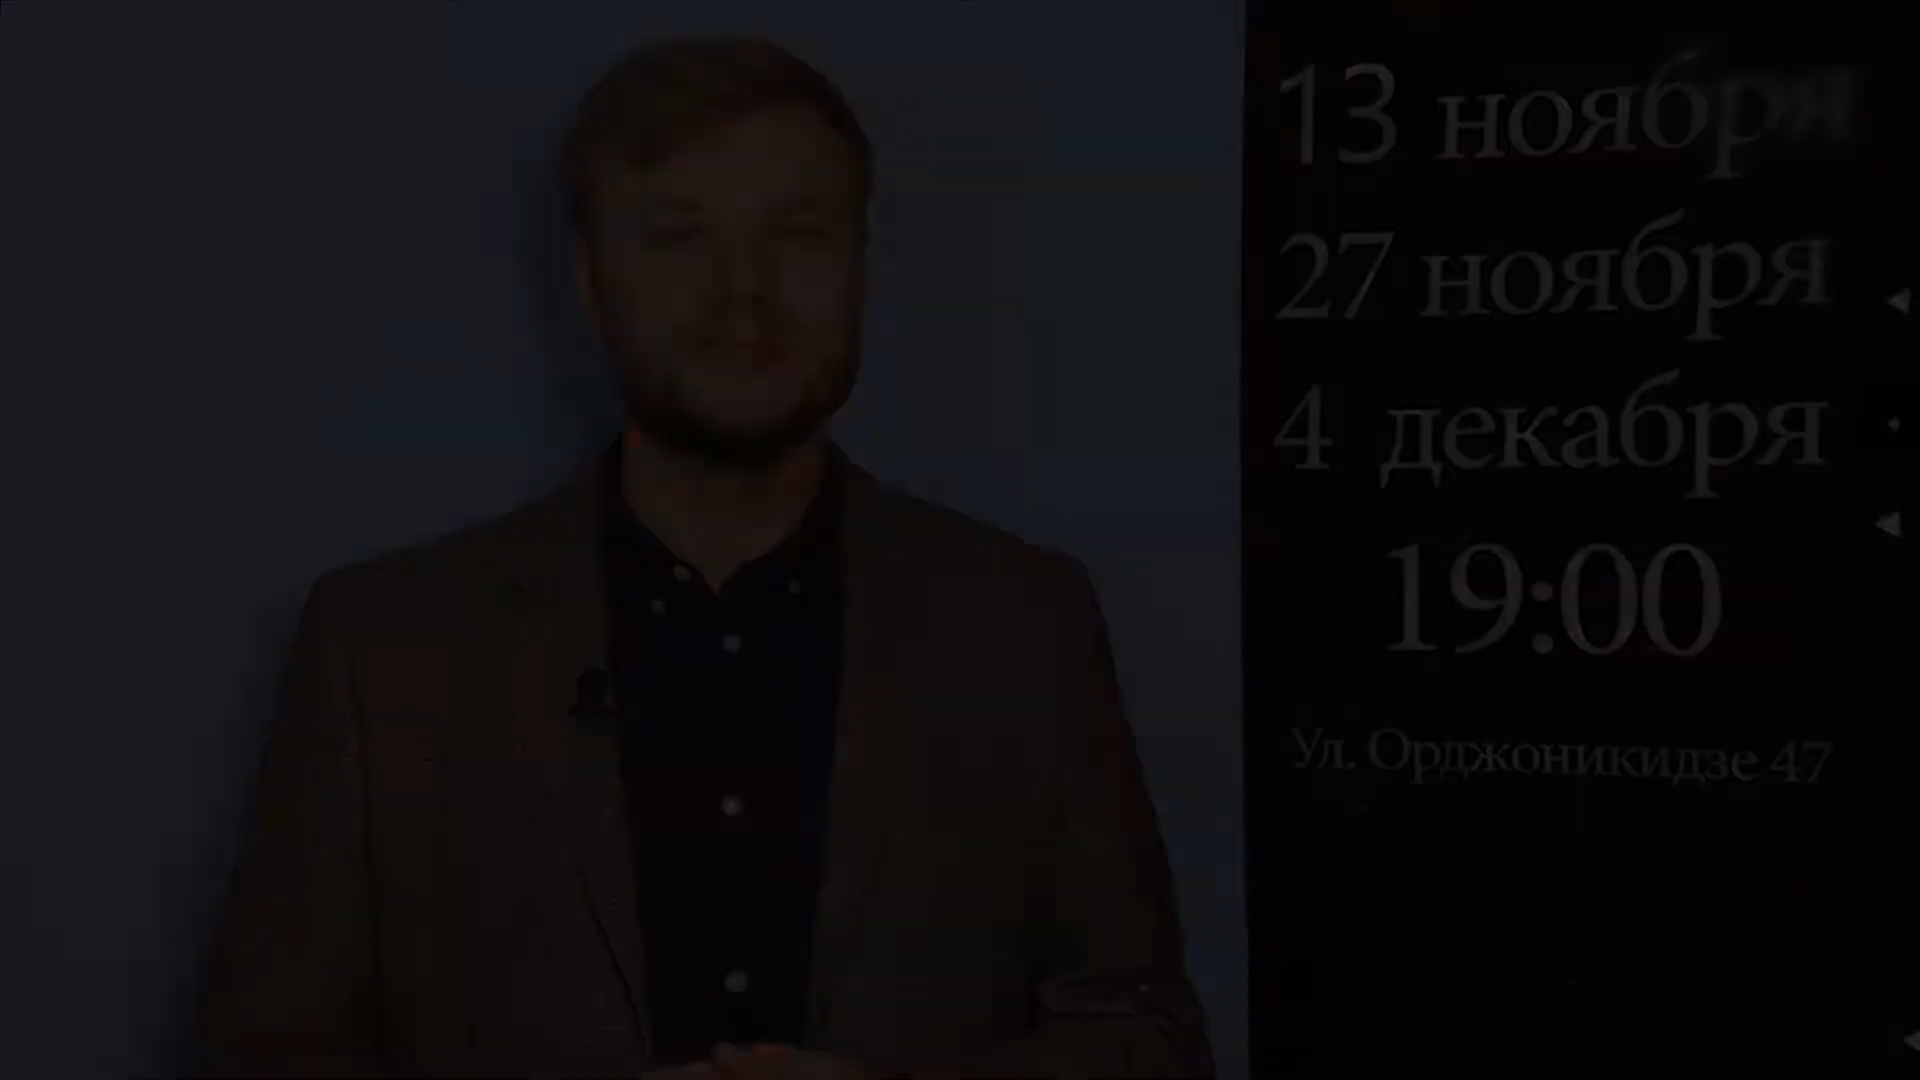 13 ноября
27 ноября
4 декабря
19:00
Ул. Орджоникидзе 47